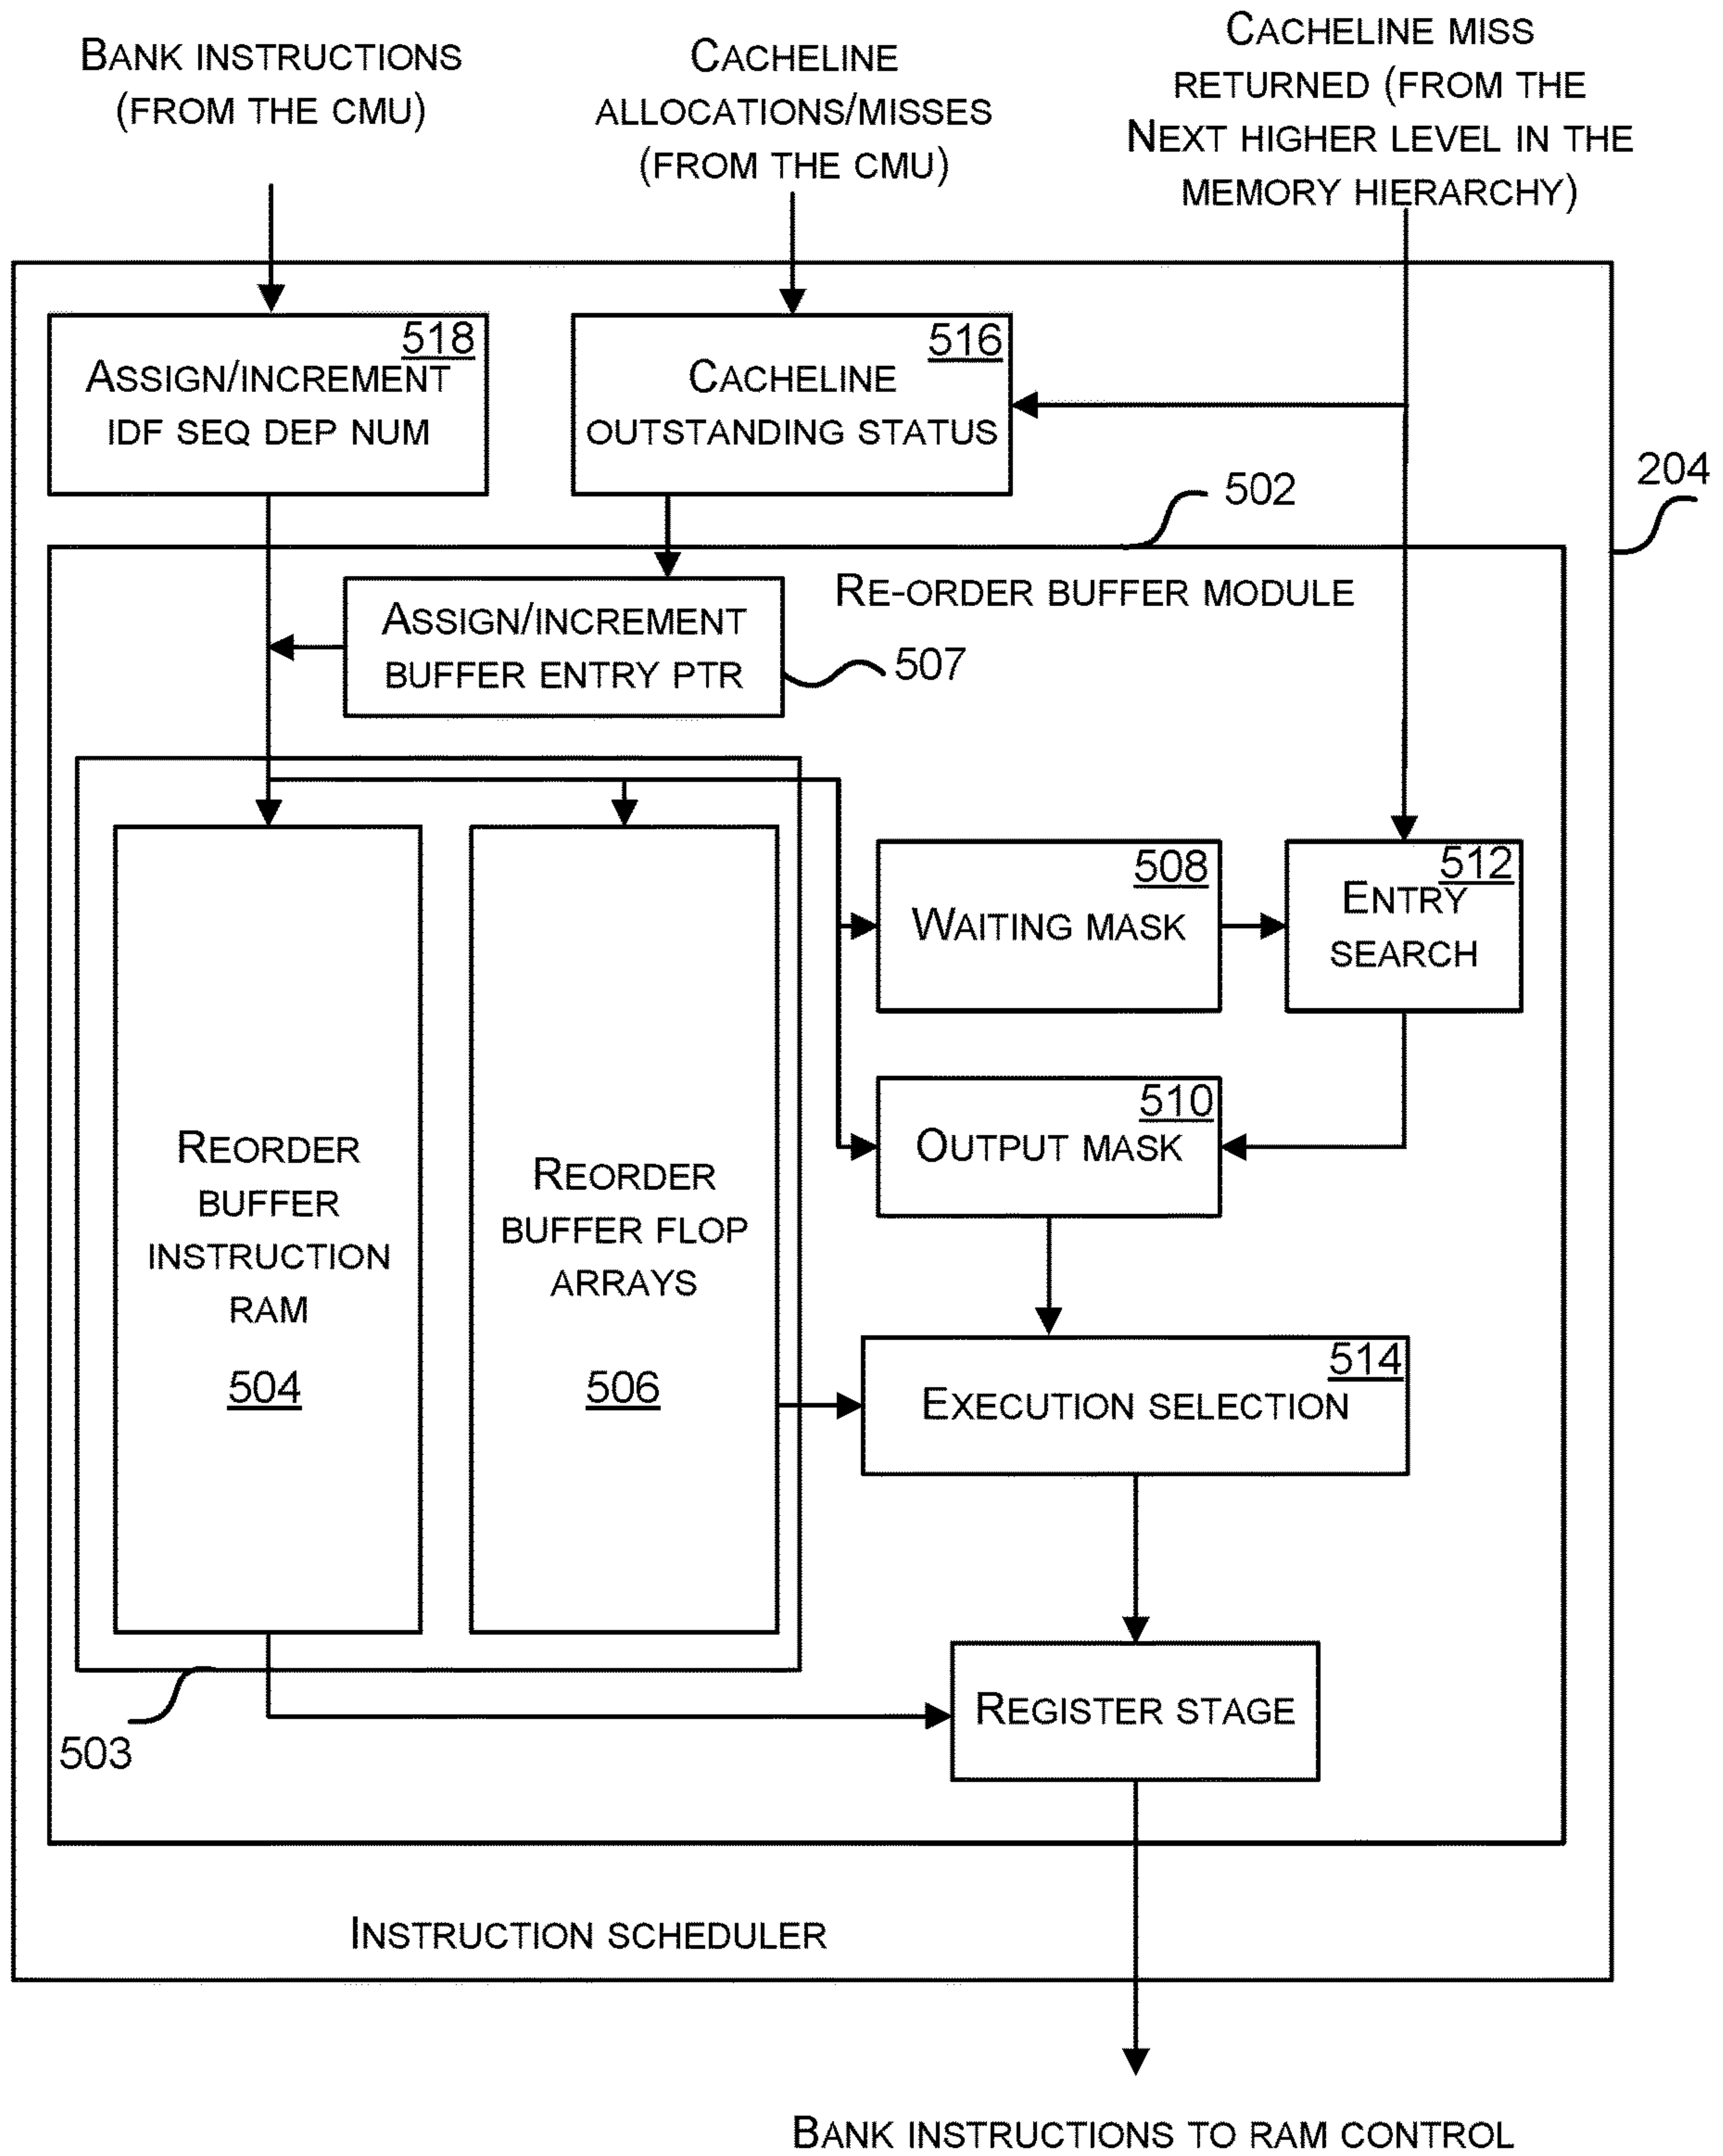 BANK INSTRUCTIONS
(FROM THE CMU)
CACHELINE
ALLOCATIONS/MISSES
(FROM THE CMU)
CACHELINE MISS
RETURNED (FROM THE
NEXT HIGHER LEVEL IN THE
MEMORY HIERARCHY)
518
ASSIGN/INCREMENT
IDF SEQ DEP NUM
516
CACHELINE
OUTSTANDING STATUS
204
502
RE-ORDER BUFFER MODULE
ASSIGN/INCREMENT
BUFFER ENTRY PTR
507
508
WAITING MASK
512
ENTRY
SEARCH
510
OUTPUT MASK
REORDER
BUFFER
INSTRUCTION
RAM
504
REORDER
BUFFER FLOP
ARRAYS
506
514
EXECUTION SELECTION
REGISTER STAGE
503
INSTRUCTION SCHEDULER
BANK INSTRUCTIONS TO RAM CONTROL